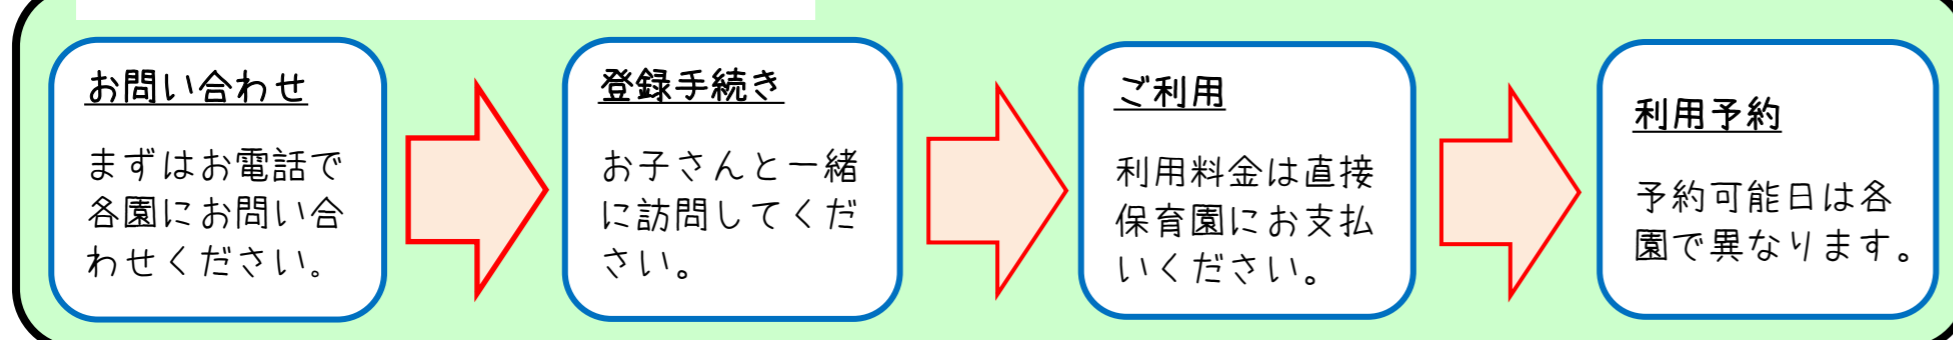 お問い合わせ
まずはお電話で
各園にお問い合
わせください。
登録手続き
お子さんと一緒
に訪問してくだ
さい。
ご利用
利用料金は直接
保育園にお支払
いください。
利用予約
予約可能日は各
園で異なります。